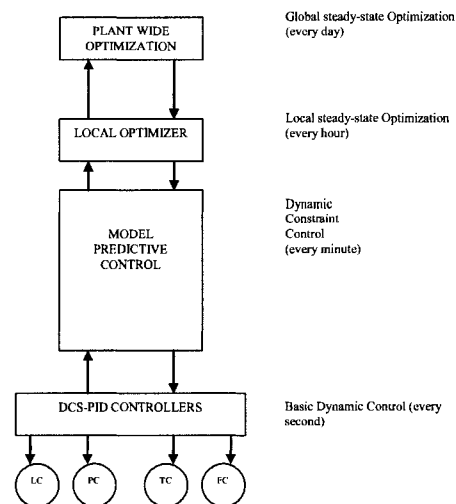 PLANT WIDE
OPTIMIZATION
Global steady-state Optimization
(every day)
LOCAL OPTIMIZER
Local steady-state Optimization
(every hour)
MODEL
PREDICTIVE
CONTROL
Dynamic
Constraint
Control
(every minute)
DCS-PID CONTROLLERS
Basic Dynamic Control (every
second)
LC
PC
TC
FC